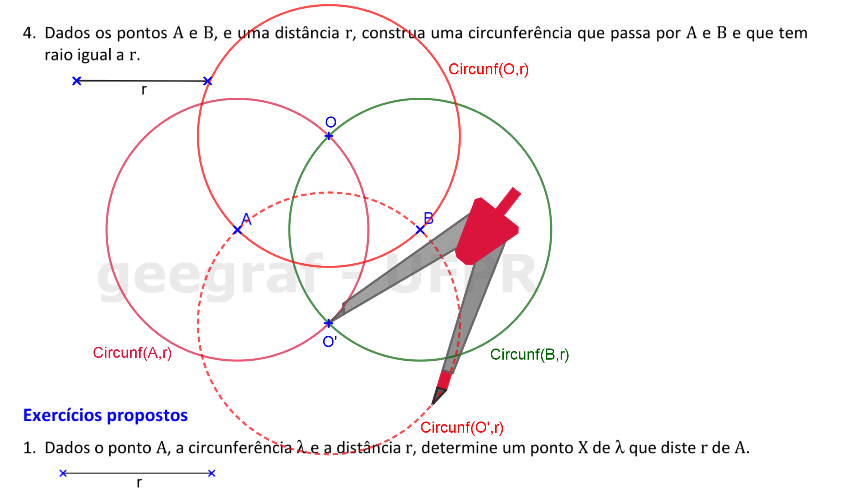 4. Dados os pontos A e B, e uma distância r, construa uma circunferência que passa por A e B e que tem
raio igual a r.
Circunf(O,r)
r
O
A
B
geegraf - UFPR
O'
Circunf(A,r)
Circunf(B,r)
Exercícios propostos
Circunf(O',r)
1. Dados o ponto A, a circunferência λ e a distância r, determine um ponto X de λ que diste r de A.
r